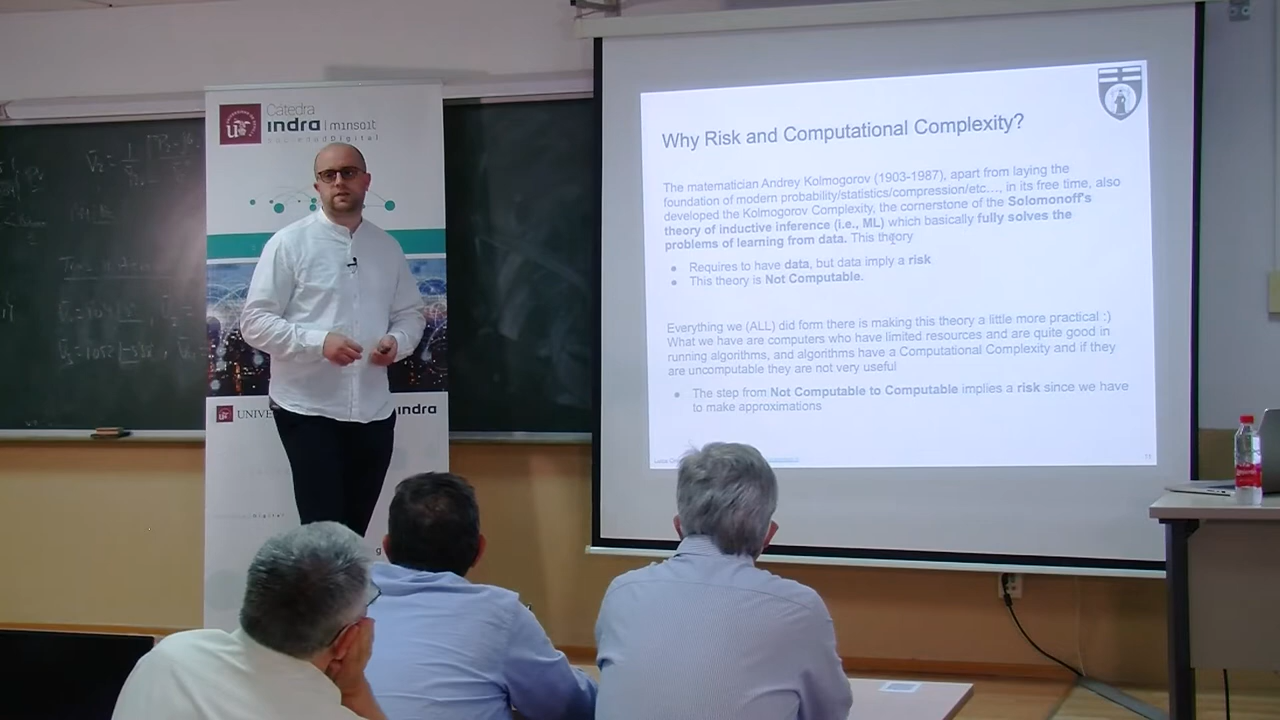 Cátedra
indra | minsait
Sociedad Digital
UNIVE
indra
Why Risk and Computational Complexity?
The matematician Andrey Kolmogorov (1903-1987), apart from laying the
foundation of modern probability/statistics/compression/etc..., in its free time, also
developed the Kolmogorov Complexity, the cornerstone of the Solomonoff's
theory of inductive inference (i.e., ML) which basically fully solves the
problems of learning from data. This theory
● Requires to have data, but data imply a risk
● This theory is Not Computable.
Everything we (ALL) did form there is making this theory a little more practical :)
What we have are computers who have limited resources and are quite good in
running algorithms, and algorithms have a Computational Complexity and if they
are uncomputable they are not very useful
● The step from Not Computable to Computable implies a risk since we have
to make approximations